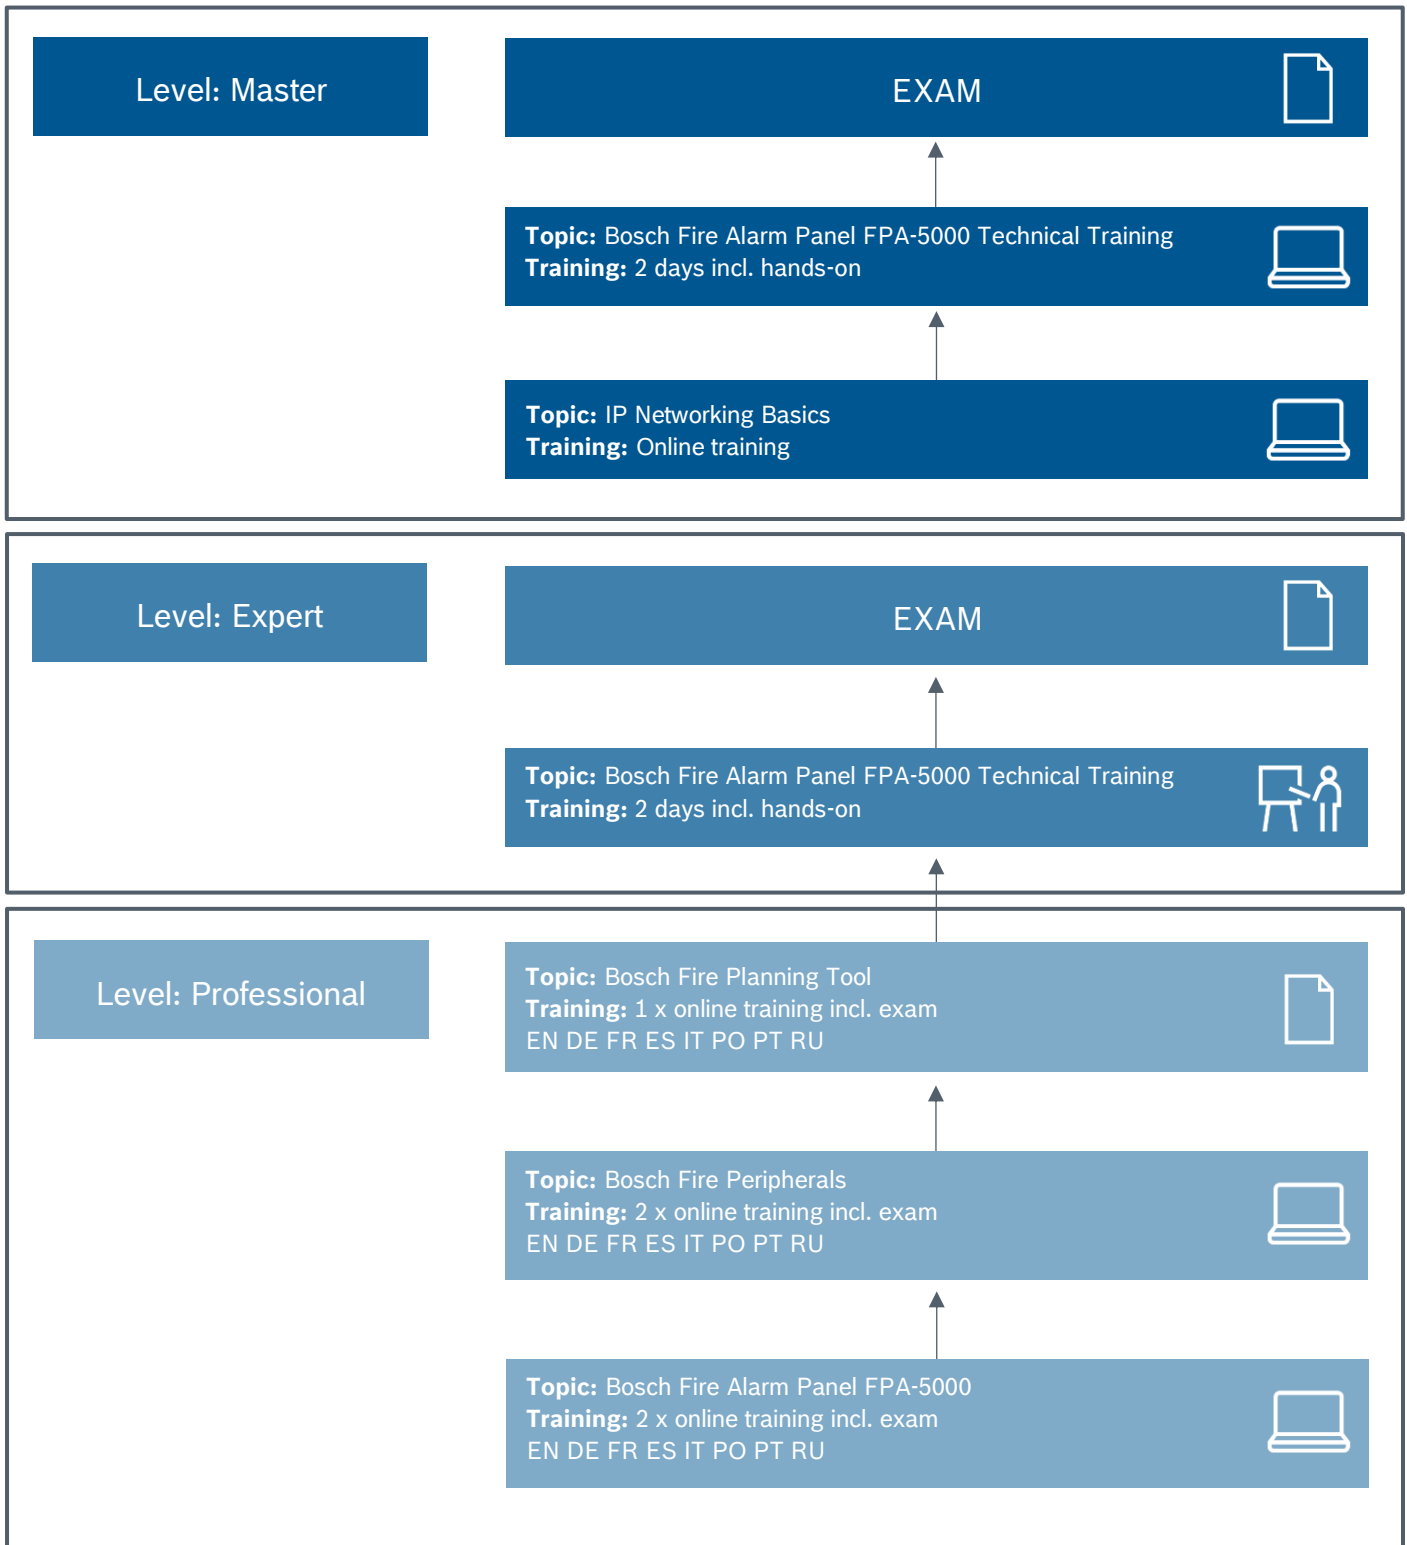 Level: Master
EXAM
Topic: Bosch Fire Alarm Panel FPA-5000 Technical Training
Training: 2 days incl. hands-on
Topic: IP Networking Basics
Training: Online training
Level: Expert
EXAM
Topic: Bosch Fire Alarm Panel FPA-5000 Technical Training
Training: 2 days incl. hands-on
Level: Professional
Topic: Bosch Fire Planning Tool
Training: 1 x online training incl. exam
EN DE FR ES IT PO PT RU
Topic: Bosch Fire Peripherals
Training: 2 x online training incl. exam
EN DE FR ES IT PO PT RU
Topic: Bosch Fire Alarm Panel FPA-5000
Training: 2 x online training incl. exam
EN DE FR ES IT PO PT RU